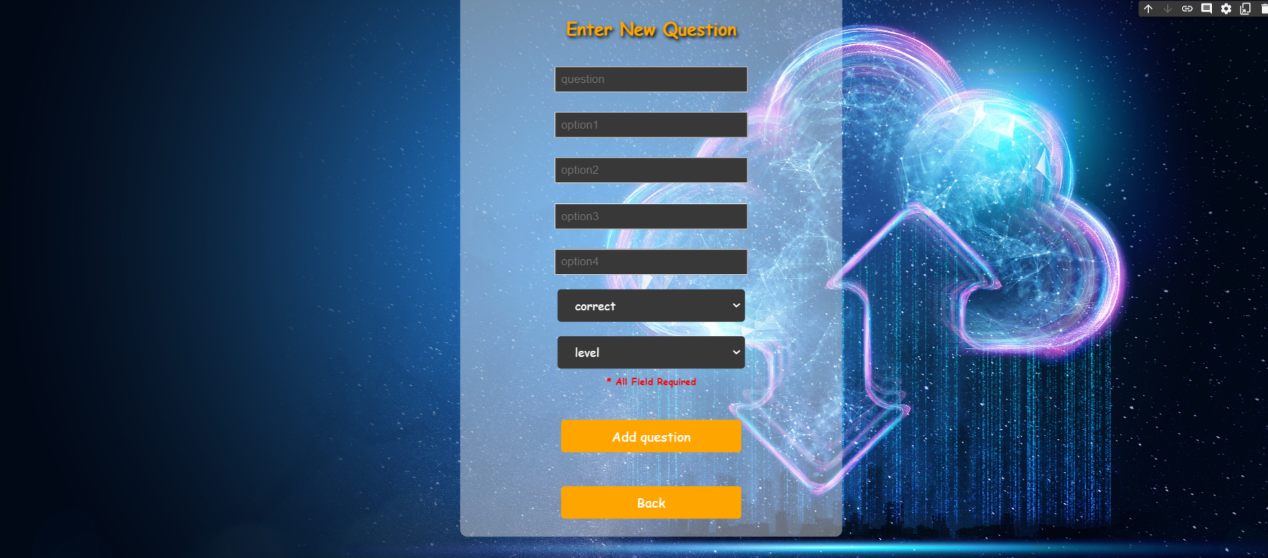 Enter New Question
question
option1
option2
option3
option4
correct
level
* All Field Required
Add question
Back